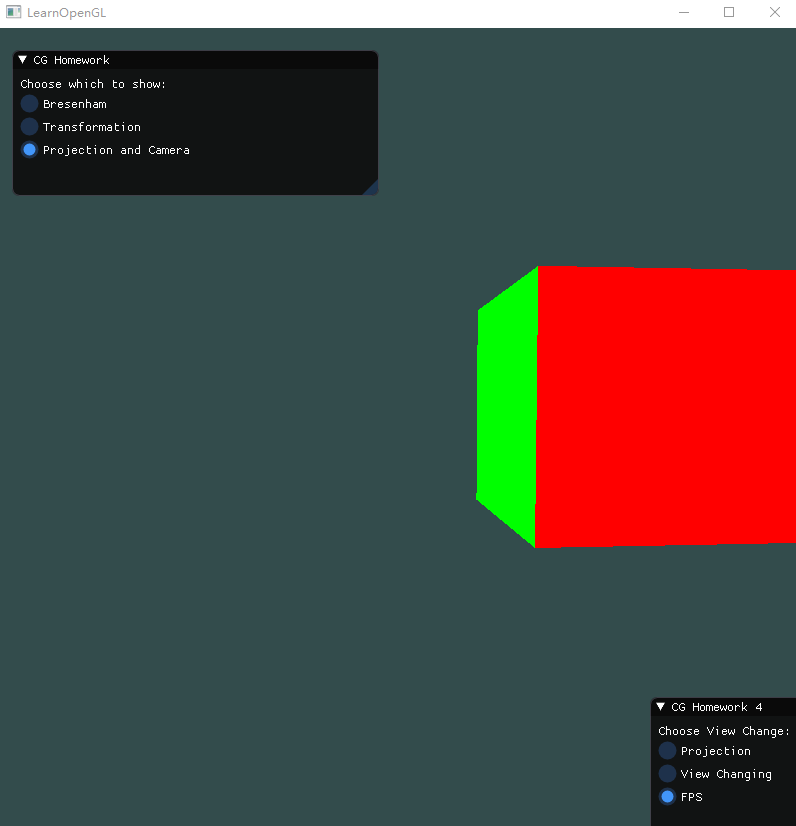 LearnOpenGL
CG Homework
Choose which to show:
Bresenham
Transformation
Projection and Camera
CG Homework 4
Choose View Change:
Projection
View Changing
FPS